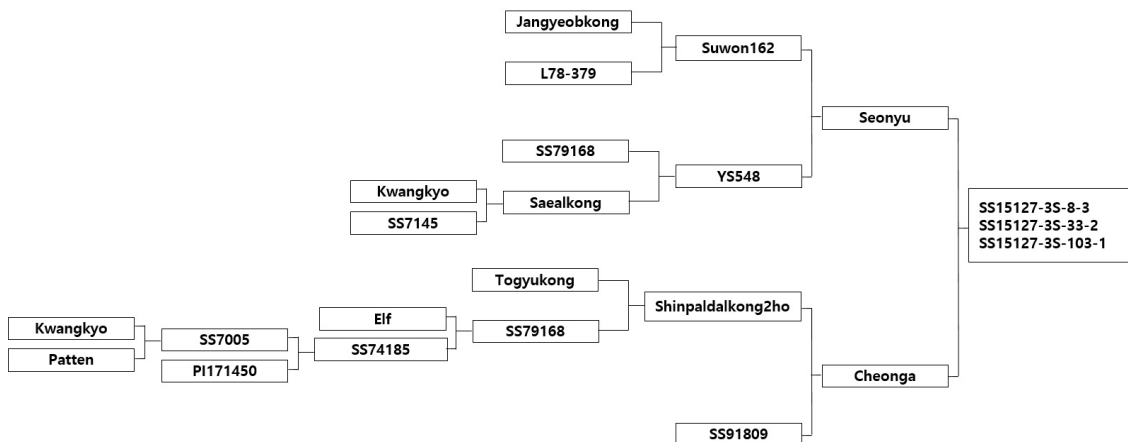 Jangyeobkong
Suwon162
L78-379
Seonyu
SS79168
YS548
Kwangkyo
Saealkong
SS7145
SS15127-3S-8-3
SS15127-3S-33-2
SS15127-3S-103-1
Togyukong
Shinpaldalkong2ho
Elf
SS79168
Kwangkyo
SS7005
SS74185
Patten
PI171450
Cheonga
SS91809